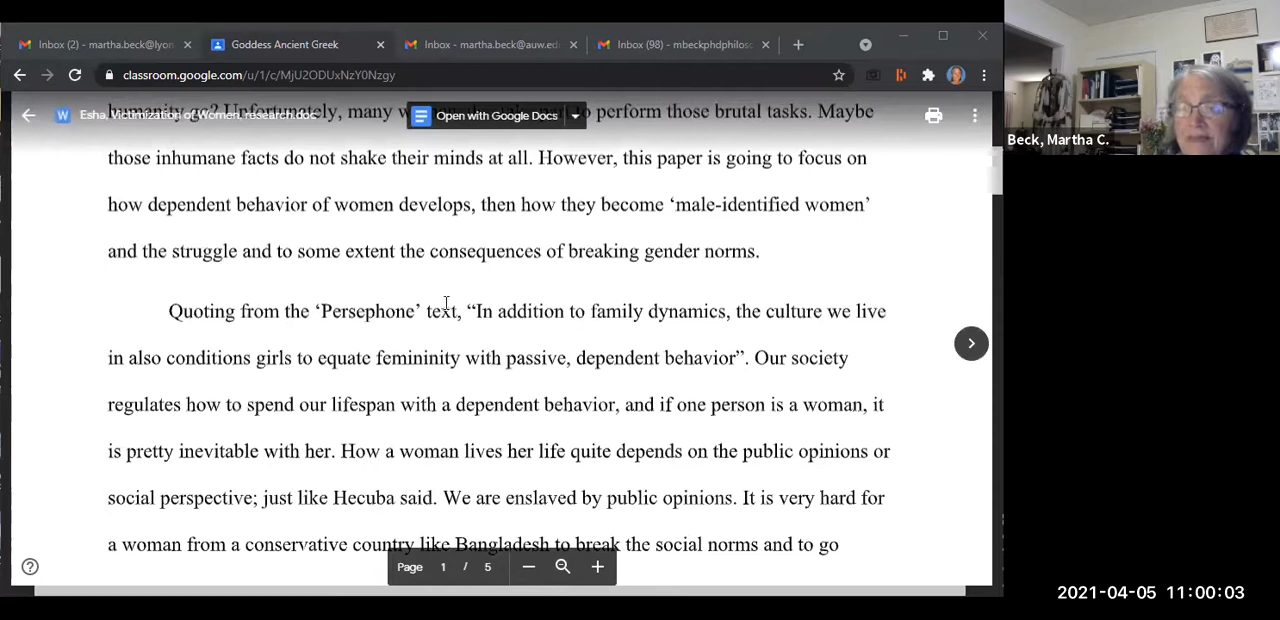 Inbox (2) - martha.beck@lyon
Goddess Ancient Greek
Inbox - martha.beck@auw.ed
Inbox (98) - mbeckphdphilos
classroom.google.com/u/1/c/MjU2ODUxNzY0Nzgy
humanity go? Unfortunately, many to perform those brutal tasks. Maybe
W Esha, Victimization of Women, research.doc
Open with Google Docs
those inhumane facts do not shake their minds at all. However, this paper is going to focus on
how dependent behavior of women develops, then how they become ‘male-identified women’
and the struggle and to some extent the consequences of breaking gender norms.
Quoting from the ‘Persephone’ text, “In addition to family dynamics, the culture we live
in also conditions girls to equate femininity with passive, dependent behavior”. Our society
regulates how to spend our lifespan with a dependent behavior, and if one person is a woman, it
is pretty inevitable with her. How a woman lives her life quite depends on the public opinions or
social perspective; just like Hecuba said. We are enslaved by public opinions. It is very hard for
a woman from a conservative country like Bangladesh to break the social norms and to go
Page 1 / 5
Beck, Martha C.
2021-04-05 11:00:03